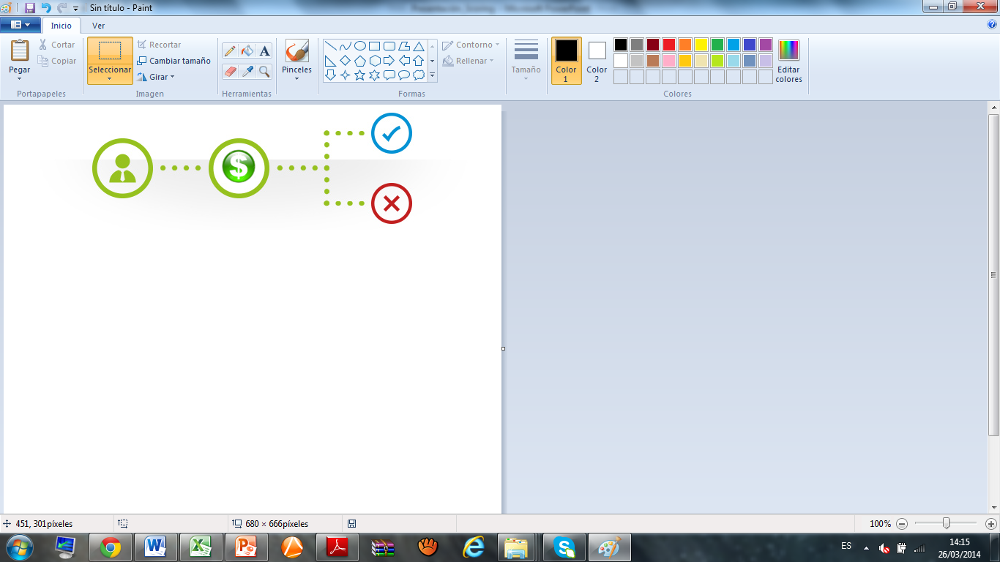 Sin título - Paint
Inicio Ver
Pegar
Cortar
Copiar
Portapapeles
Seleccionar
Recortar
Cambiar tamaño
Girar
Imagen
A
Herramientas
Pinceles
Contorno
Rellenar
Formas
Tamaño
Color 1
Color 2
Editar colores
Colores
$
451, 301píxeles
680 × 666píxeles
100%
ES
14:15
26/03/2014